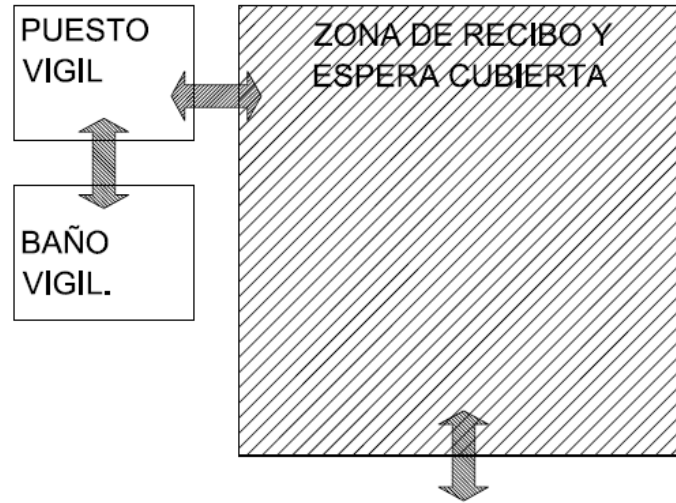 PUESTO
VIGIL
ZONA DE RECIBO Y
ESPERA CUBIERTA
BAÑO
VIGIL.